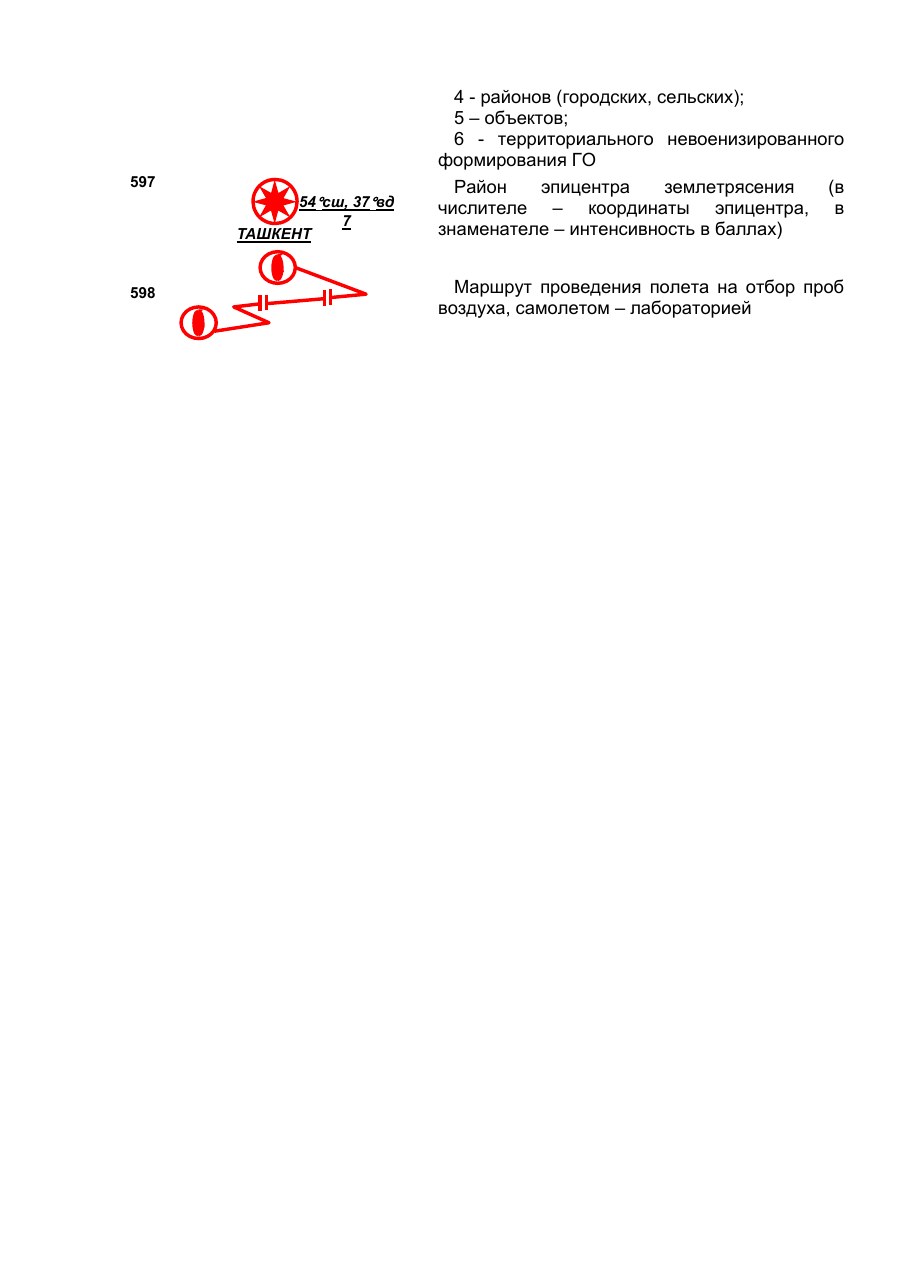 4 - районов (городских, сельских);
5 – объектов;
6 - территориального невоенизированного
формирования ГО
597
54°сш, 37°вд
7
ТАШКЕНТ
Район эпицентра землетрясения (в
числителе – координаты эпицентра, в
знаменателе – интенсивность в баллах)
598
Маршрут проведения полета на отбор проб
воздуха, самолетом – лабораторией